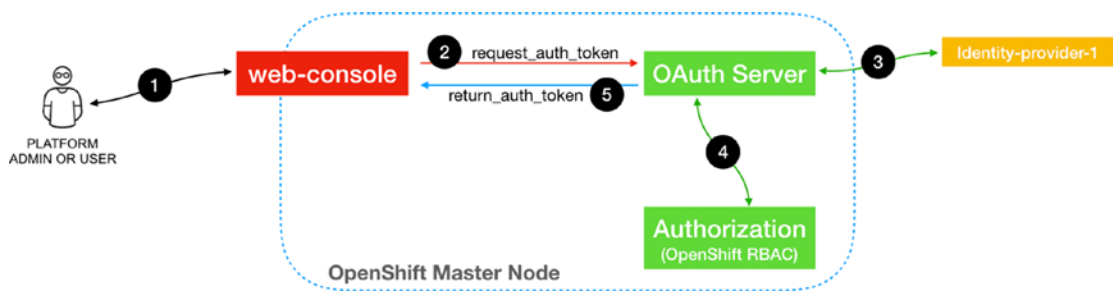 2
request_auth_token
3
Identity-provider-1
1
web-console
OAuth Server
return_auth_token
5
PLATFORM
ADMIN OR USER
4
Authorization
(OpenShift RBAC)
OpenShift Master Node